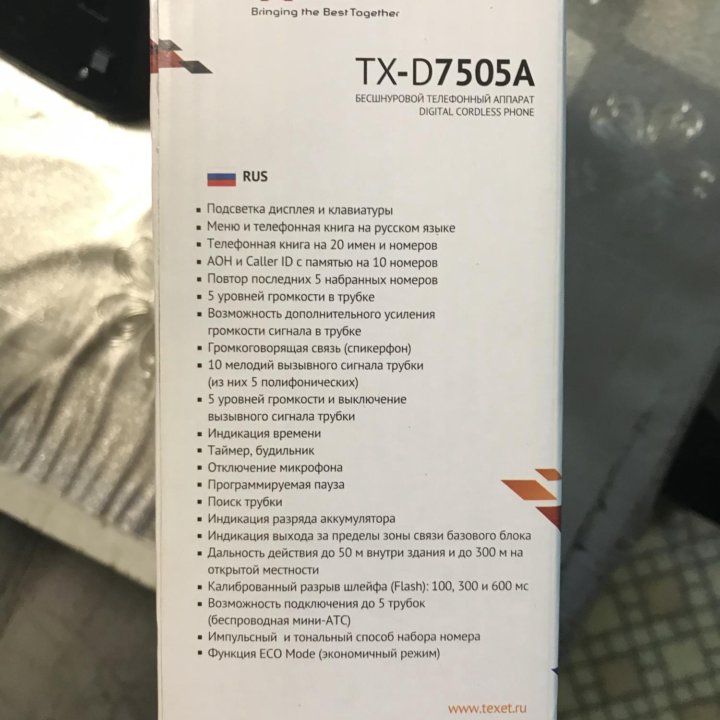 Bringing the Best Together
TX-D7505A
БЕСШНУРОВОЙ ТЕЛЕФОННЫЙ АППАРАТ
DIGITAL CORDLESS PHONE
RUS
▪ Подсветка дисплея и клавиатуры
▪ Меню и телефонная книга на русском языке
▪ Телефонная книга на 20 имен и номеров
▪ АОН и Caller ID с памятью на 10 номеров
▪ Повтор последних 5 набранных номеров
▪ 5 уровней громкости в трубке
▪ Возможность дополнительного усиления
громкости сигнала в трубке
▪ Громкоговорящая связь (спикерфон)
▪ 10 мелодий вызывного сигнала трубки
(из них 5 полифонических)
▪ 5 уровней громкости и выключение
вызывного сигнала трубки
▪ Индикация времени
▪ Таймер, будильник
▪ Отключение микрофона
▪ Программируемая пауза
▪ Поиск трубки
▪ Индикация разряда аккумулятора
▪ Индикация выхода за пределы зоны связи базового блока
▪ Дальность действия до 50 м внутри здания и до 300 м на
открытой местности
▪ Калиброванный разрыв шлейфа (Flash): 100, 300 и 600 мс
▪ Возможность подключения до 5 трубок
(беспроводная мини-АТС)
▪ Импульсный и тональный способ набора номера
▪ Функция ECO Mode (экономичный режим)
www.texet.ru